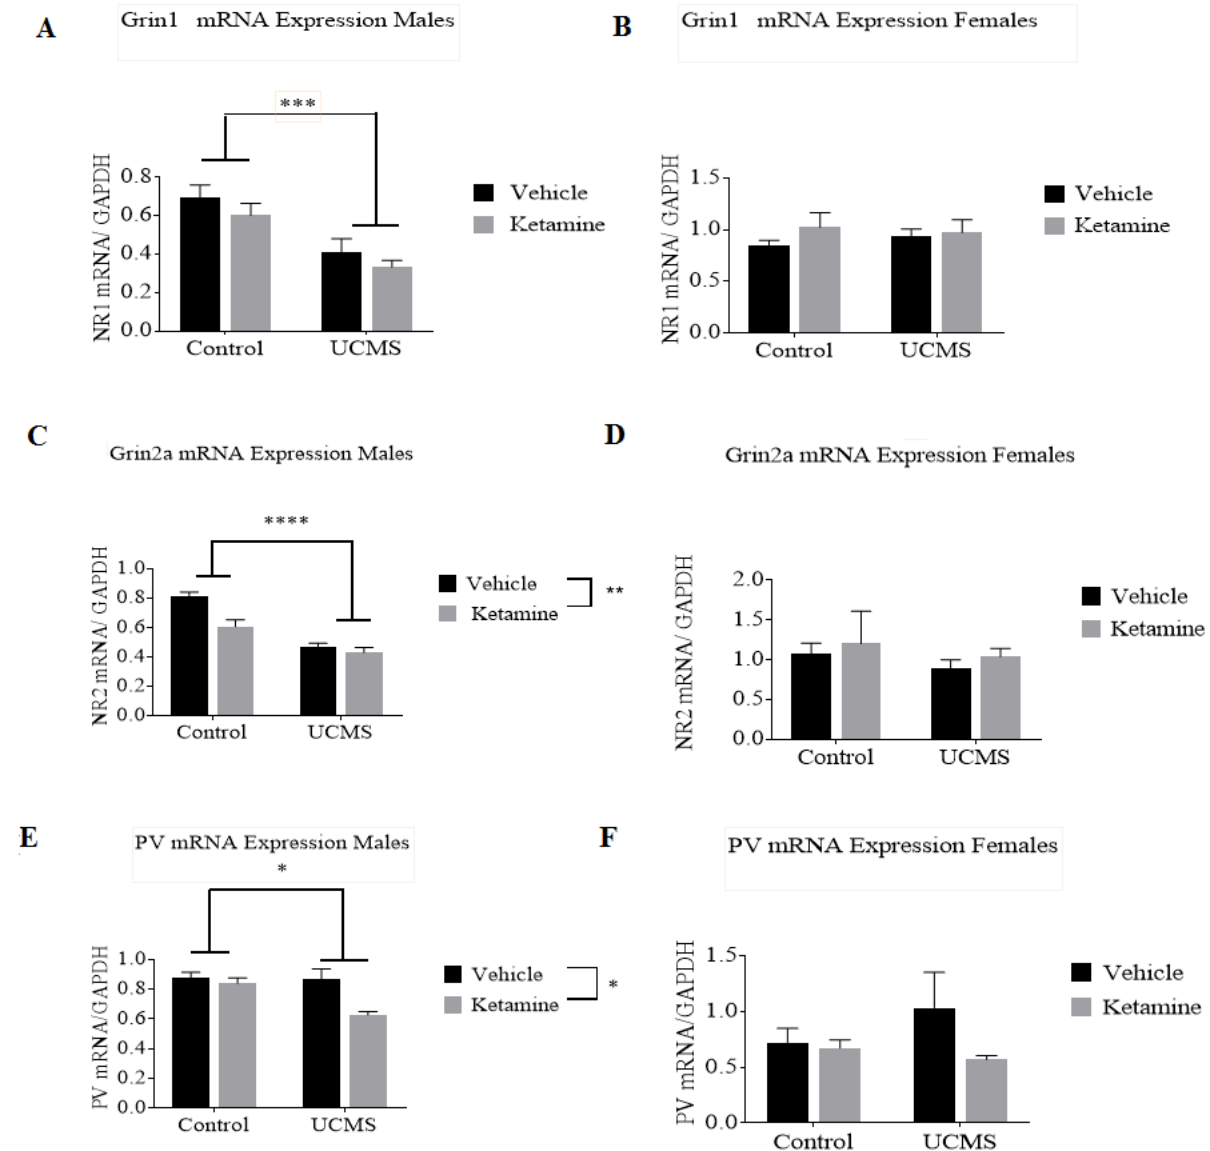 A
Grin1 mRNA Expression Males
***
NR1 mRNA/ GAPDH
0.8
0.6
0.4
0.2
0.0
Control
UCMS
Vehicle
Ketamine
B
Grin1 mRNA Expression Females
NR1 mRNA/ GAPDH
1.5
1.0
0.5
0.0
Control
UCMS
Vehicle
Ketamine
C
Grin2a mRNA Expression Males
****
NR2 mRNA/ GAPDH
1.0
0.8
0.6
0.4
0.2
0.0
Control
UCMS
Vehicle
Ketamine
**
D
Grin2a mRNA Expression Females
NR2 mRNA/ GAPDH
2.0
1.5
1.0
0.5
0.0
Control
UCMS
Vehicle
Ketamine
E
PV mRNA Expression Males
*
PV mRNA/GAPDH
1.0
0.8
0.6
0.4
0.2
0.0
Control
UCMS
Vehicle
Ketamine
*
F
PV mRNA Expression Females
PV mRNA/GAPDH
1.5
1.0
0.5
0.0
Control
UCMS
Vehicle
Ketamine